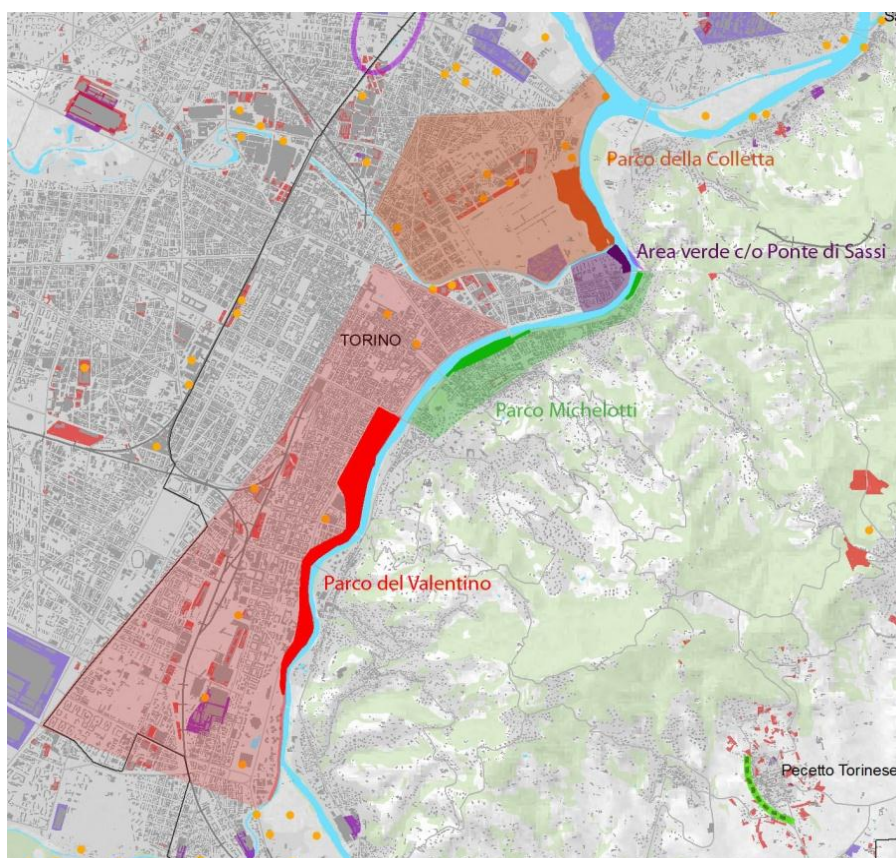 Parco della Colletta
Area verde c/o Ponte di Sassi
TORINO
Parco Michelotti
Parco del Valentino
Pecetto Torinese